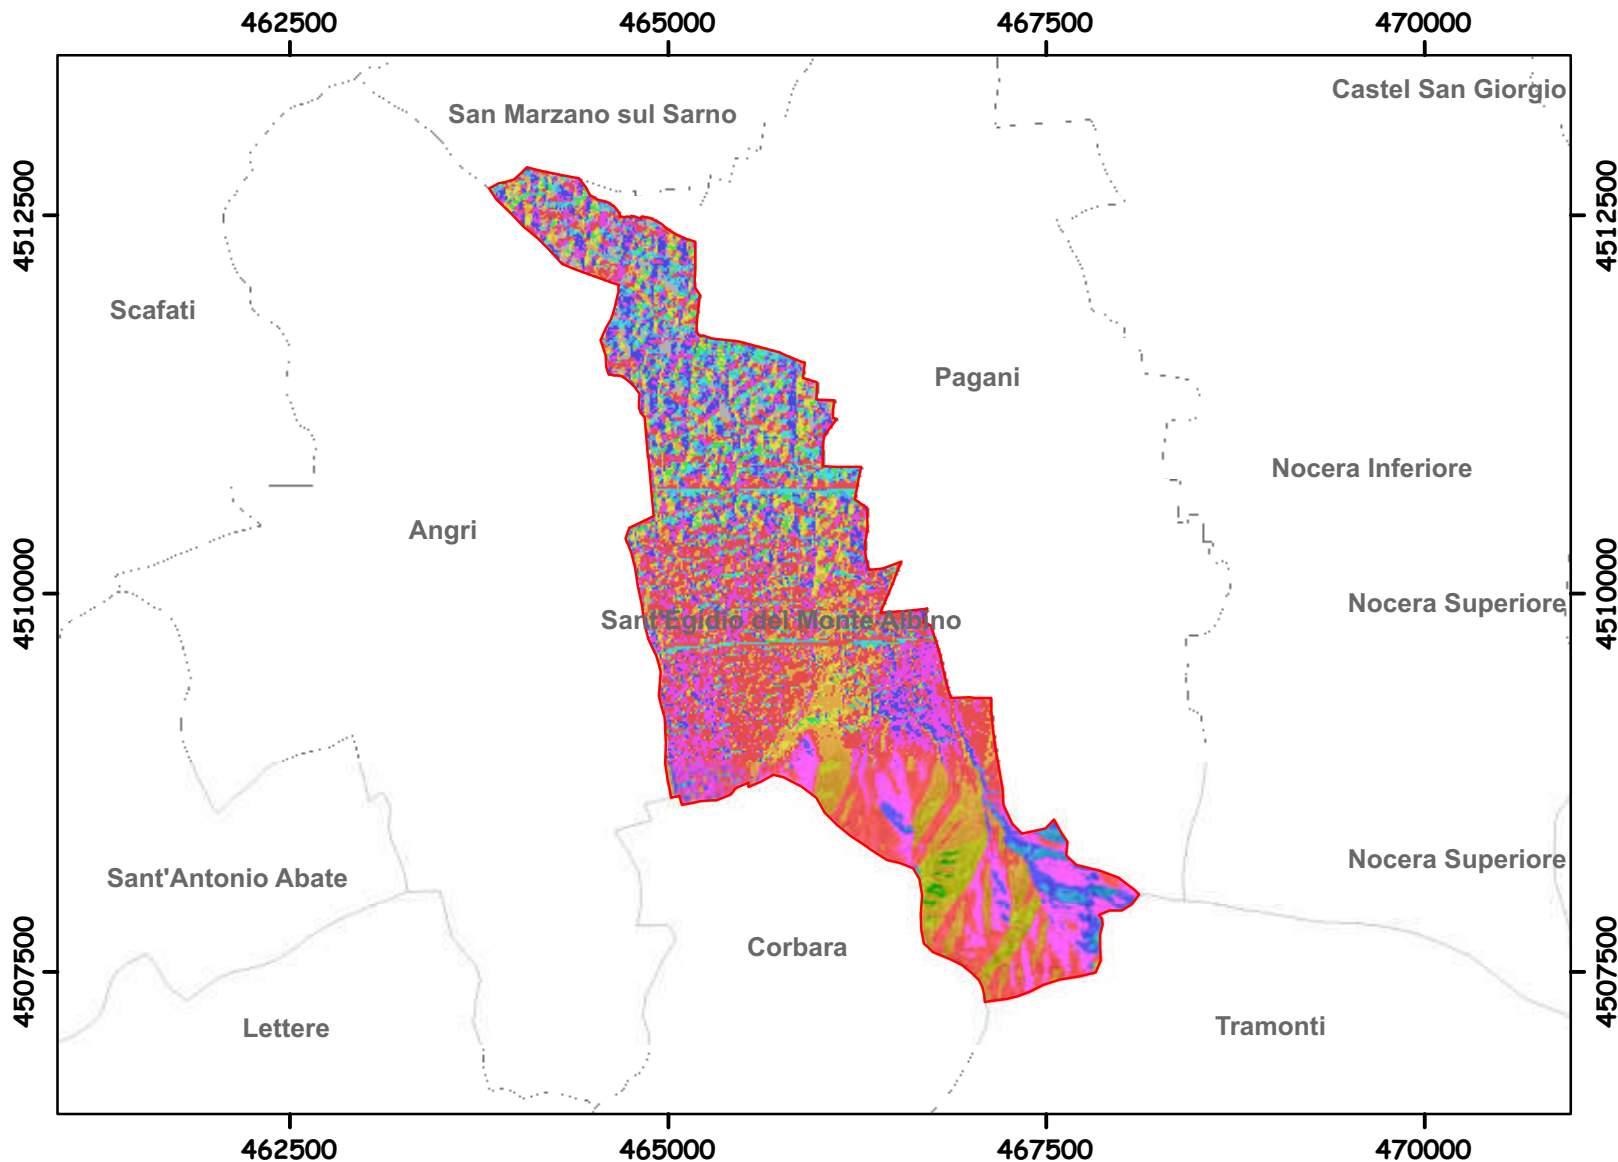 462500 465000 467500 470000
Castel San Giorgio
San Marzano sul Sarno
4512500 4512500
Scafati
Pagani
Nocera Inferiore
Angri
4510000 4510000
Nocera Superiore
Sant'Egidio del Monte Albino
Nocera Superiore
Sant'Antonio Abate
Corbara
4507500 4507500
Lettere
Tramonti
462500 465000 467500 470000